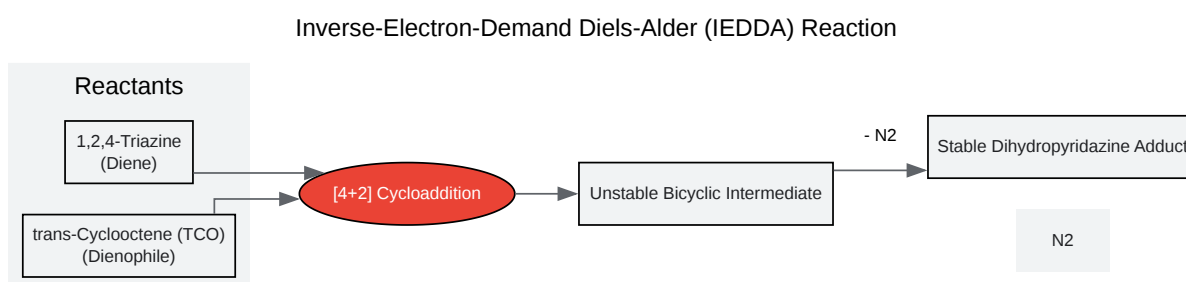 Inverse-Electron-Demand Diels-Alder (IEDDA) Reaction
Reactants
1,2,4-Triazine
(Diene)
trans-Cyclooctene (TCO)
(Dienophile)
[4+2] Cycloaddition
Unstable Bicyclic Intermediate
- N2
Stable Dihydropyridazine Adduct
N2